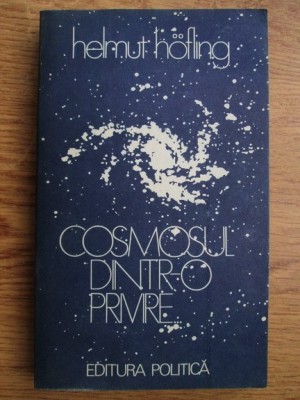 helmut höfling
COSMOSUL
DINTR-O
PRIVIRE...
EDITURA POLITICĂ